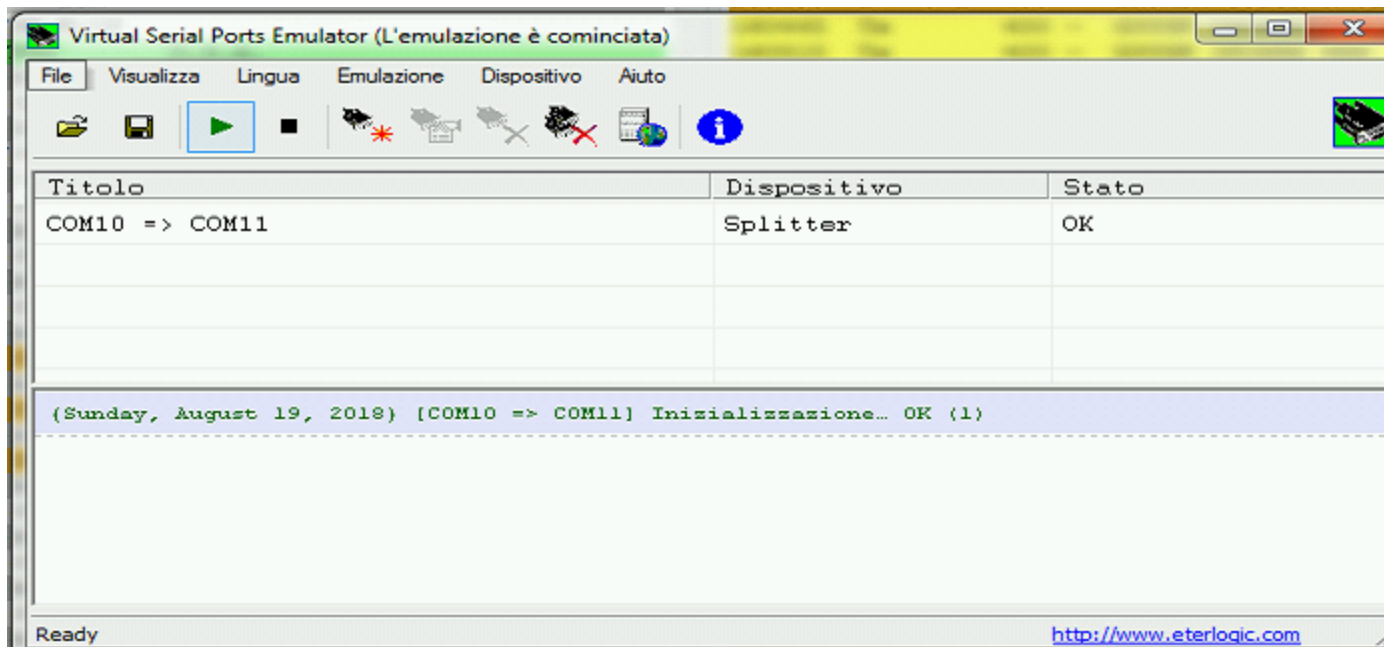 Virtual Serial Ports Emulator (L'emulazione è cominciata)
File Visualizza Lingua Emulazione Dispositivo Aiuto
Titolo Dispositivo Stato
COM10 => COM11 Splitter OK
(Sunday, August 19, 2018) [COM10 => COM11] Inizializzazione… OK (1)
Ready http://www.eterlogic.com